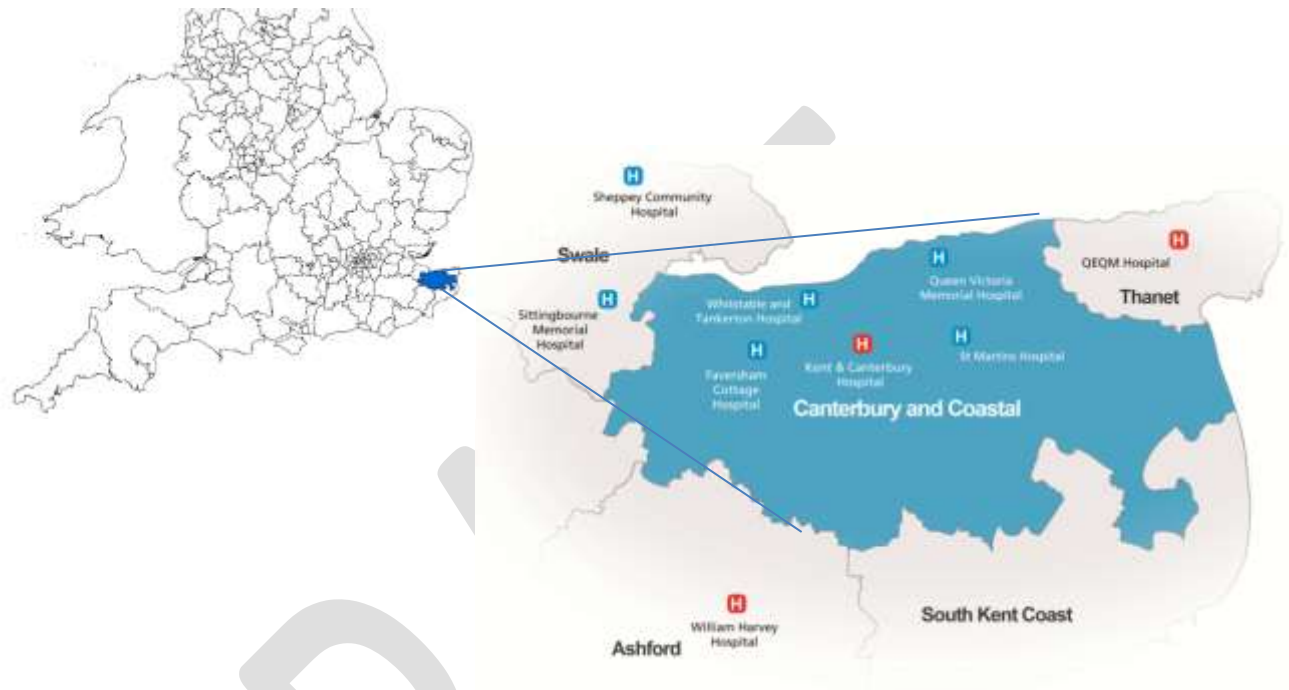 H
Sheppey Community
Hospital
Swale
H
QEQM Hospital
Thanet
H
Queen Victoria
Memorial Hospital
H
Sittingbourne
Memorial
Hospital
H
Whitstable and
Tankerton Hospital
H
Faversham
Cottage
Hospital
H
Kent & Canterbury
Hospital
H
St Martins Hospital
Canterbury and Coastal
H
William Harvey
Hospital
Ashford
South Kent Coast